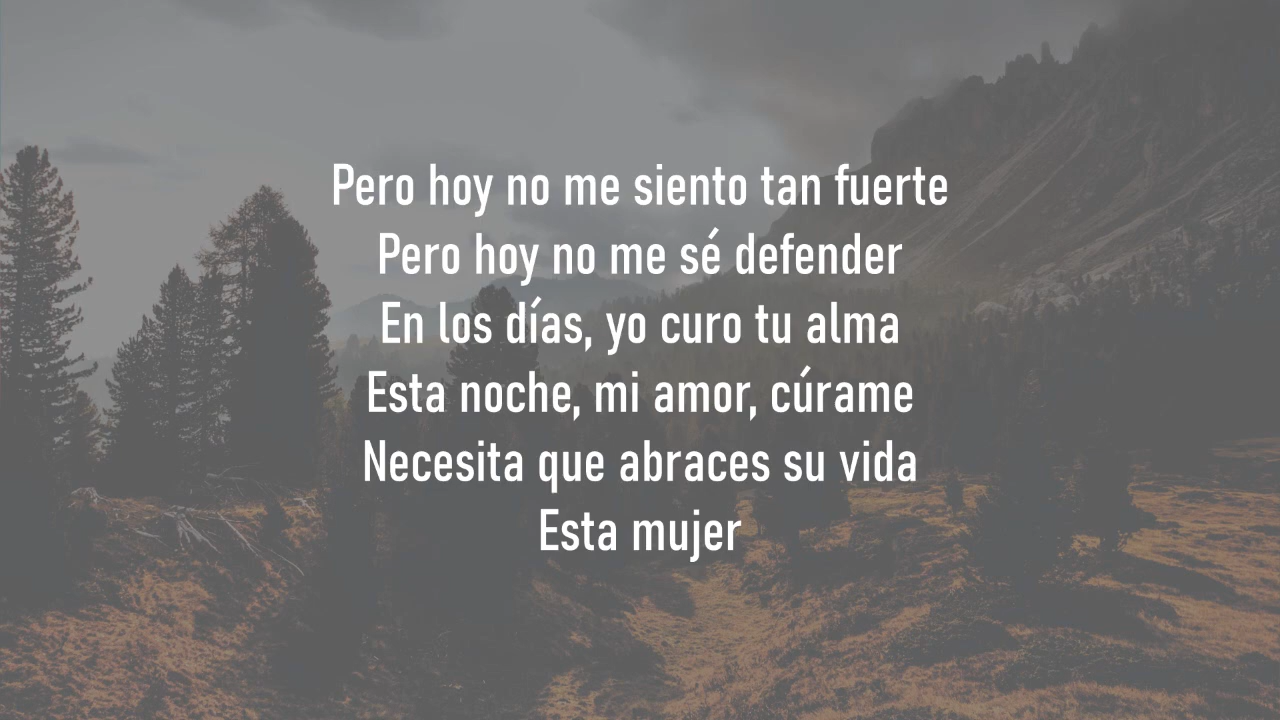 Pero hoy no me siento tan fuerte
Pero hoy no me sé defender
En los días, yo curo tu alma
Esta noche, mi amor, cúrame
Necesita que abraces su vida
Esta mujer